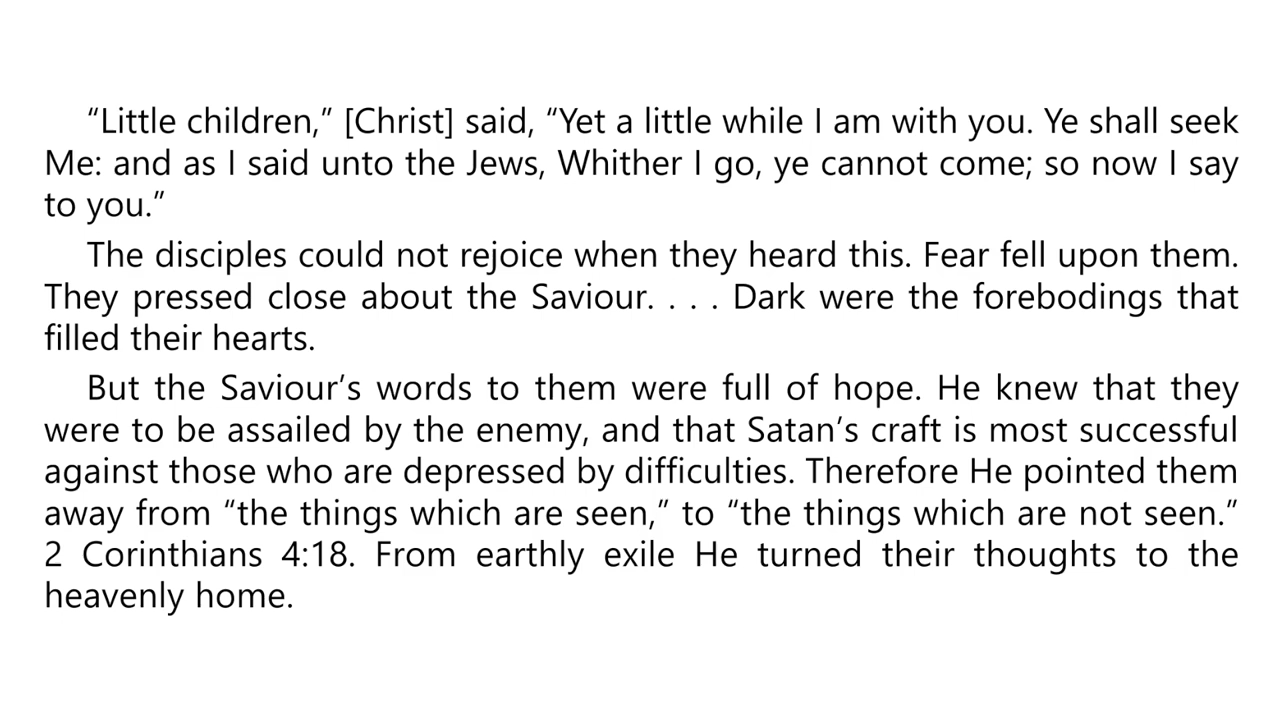 “Little children,” [Christ] said, “Yet a little while I am with you. Ye shall seek
Me: and as I said unto the Jews, Whither I go, ye cannot come; so now I say
to you.”
The disciples could not rejoice when they heard this. Fear fell upon them.
They pressed close about the Saviour. . . . Dark were the forebodings that
filled their hearts.
But the Saviour’s words to them were full of hope. He knew that they
were to be assailed by the enemy, and that Satan’s craft is most successful
against those who are depressed by difficulties. Therefore He pointed them
away from “the things which are seen,” to “the things which are not seen.”
2 Corinthians 4:18. From earthly exile He turned their thoughts to the
heavenly home.